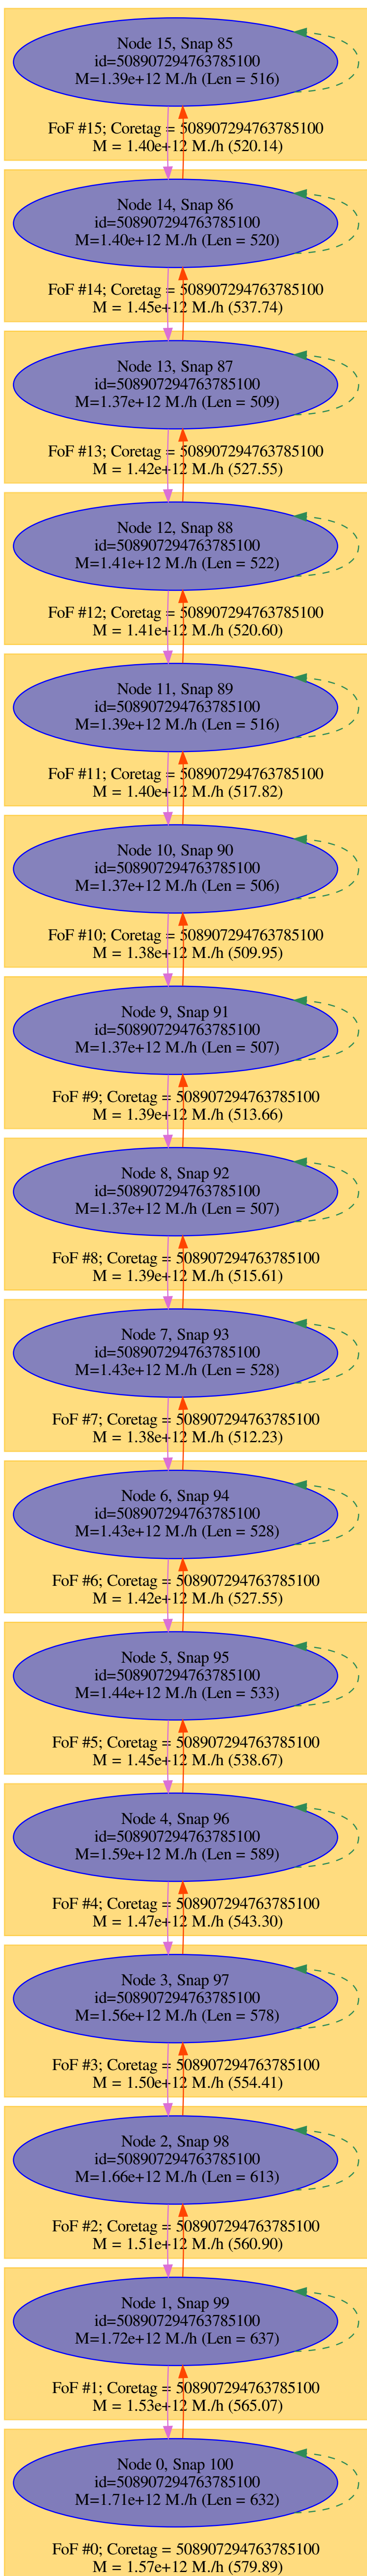 Node 15, Snap 85
id=508907294763785100
M=1.39e+12 M./h (Len = 516)
FoF #15; Coretag = 508907294763785100
M = 1.40e+12 M./h (520.14)
Node 14, Snap 86
id=508907294763785100
M=1.40e+12 M./h (Len = 520)
FoF #14; Coretag = 508907294763785100
M = 1.45e+12 M./h (537.74)
Node 13, Snap 87
id=508907294763785100
M=1.37e+12 M./h (Len = 509)
FoF #13; Coretag = 508907294763785100
M = 1.42e+12 M./h (527.55)
Node 12, Snap 88
id=508907294763785100
M=1.41e+12 M./h (Len = 522)
FoF #12; Coretag = 508907294763785100
M = 1.41e+12 M./h (520.60)
Node 11, Snap 89
id=508907294763785100
M=1.39e+12 M./h (Len = 516)
FoF #11; Coretag = 508907294763785100
M = 1.40e+12 M./h (517.82)
Node 10, Snap 90
id=508907294763785100
M=1.37e+12 M./h (Len = 506)
FoF #10; Coretag = 508907294763785100
M = 1.38e+12 M./h (509.95)
Node 9, Snap 91
id=508907294763785100
M=1.37e+12 M./h (Len = 507)
FoF #9; Coretag = 508907294763785100
M = 1.39e+12 M./h (513.66)
Node 8, Snap 92
id=508907294763785100
M=1.37e+12 M./h (Len = 507)
FoF #8; Coretag = 508907294763785100
M = 1.39e+12 M./h (515.61)
Node 7, Snap 93
id=508907294763785100
M=1.43e+12 M./h (Len = 528)
FoF #7; Coretag = 508907294763785100
M = 1.38e+12 M./h (512.23)
Node 6, Snap 94
id=508907294763785100
M=1.43e+12 M./h (Len = 528)
FoF #6; Coretag = 508907294763785100
M = 1.42e+12 M./h (527.55)
Node 5, Snap 95
id=508907294763785100
M=1.44e+12 M./h (Len = 533)
FoF #5; Coretag = 508907294763785100
M = 1.45e+12 M./h (538.67)
Node 4, Snap 96
id=508907294763785100
M=1.59e+12 M./h (Len = 589)
FoF #4; Coretag = 508907294763785100
M = 1.47e+12 M./h (543.30)
Node 3, Snap 97
id=508907294763785100
M=1.56e+12 M./h (Len = 578)
FoF #3; Coretag = 508907294763785100
M = 1.50e+12 M./h (554.41)
Node 2, Snap 98
id=508907294763785100
M=1.66e+12 M./h (Len = 613)
FoF #2; Coretag = 508907294763785100
M = 1.51e+12 M./h (560.90)
Node 1, Snap 99
id=508907294763785100
M=1.72e+12 M./h (Len = 637)
FoF #1; Coretag = 508907294763785100
M = 1.53e+12 M./h (565.07)
Node 0, Snap 100
id=508907294763785100
M=1.71e+12 M./h (Len = 632)
FoF #0; Coretag = 508907294763785100
M = 1.57e+12 M./h (579.89)